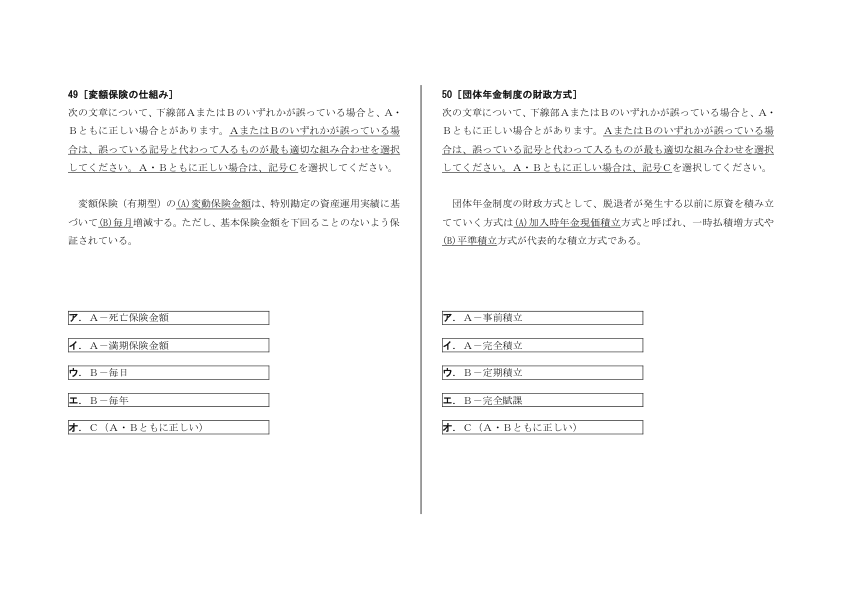 49 [変額保険の仕組み]
次の文章について、下線部AまたはBのいずれかが誤っている場合と、A・
Bともに正しい場合とがあります。AまたはBのいずれかが誤っている場
合は、誤っている記号と代わって入るものが最も適切な組み合わせを選択
してください。A・Bともに正しい場合は、記号Cを選択してください。
変額保険(有期型)の(A)変動保険金額は、特別勘定の資産運用実績に基
づいて(B)毎月増減する。ただし、基本保険金額を下回ることのないよう保
証されている。
ア. A-死亡保険金額
イ. A-満期保険金額
ウ. B-毎日
エ. B-毎年
オ. C(A・Bともに正しい)
50 [団体年金制度の財政方式]
次の文章について、下線部AまたはBのいずれかが誤っている場合と、A・
Bともに正しい場合とがあります。AまたはBのいずれかが誤っている場
合は、誤っている記号と代わって入るものが最も適切な組み合わせを選択
してください。A・Bともに正しい場合は、記号Cを選択してください。
団体年金制度の財政方式として、脱退者が発生する以前に原資を積み立
てていく方式は(A)加入時年金現価積立方式と呼ばれ、一時払積増方式や
(B)平準積立方式が代表的な積立方式である。
ア. A-事前積立
イ. A-完全積立
ウ. B-定期積立
エ. B-完全賦課
オ. C(A・Bともに正しい)